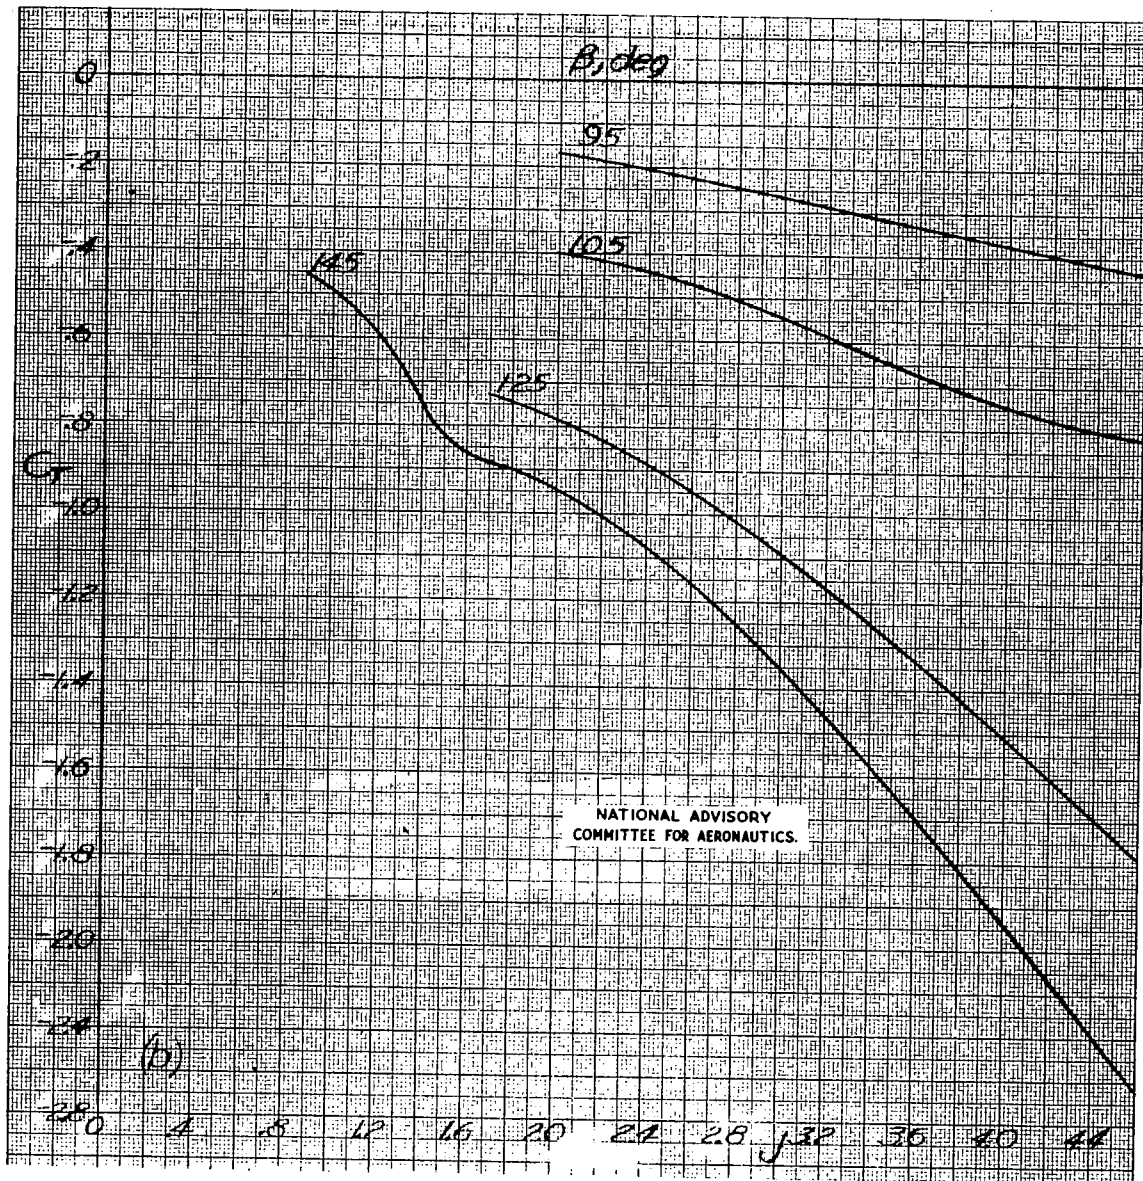 β, deg
0
-.2
-.4
-.6
-.8
C_T
-1.0
-1.2
-1.4
-1.6
-1.8
-2.0
-2.4
-2.8
95
105
145
125
NATIONAL ADVISORY
COMMITTEE FOR AERONAUTICS.
(b)
0 .4 .8 1.2 1.6 2.0 2.4 2.8 J 3.2 3.6 4.0 4.4